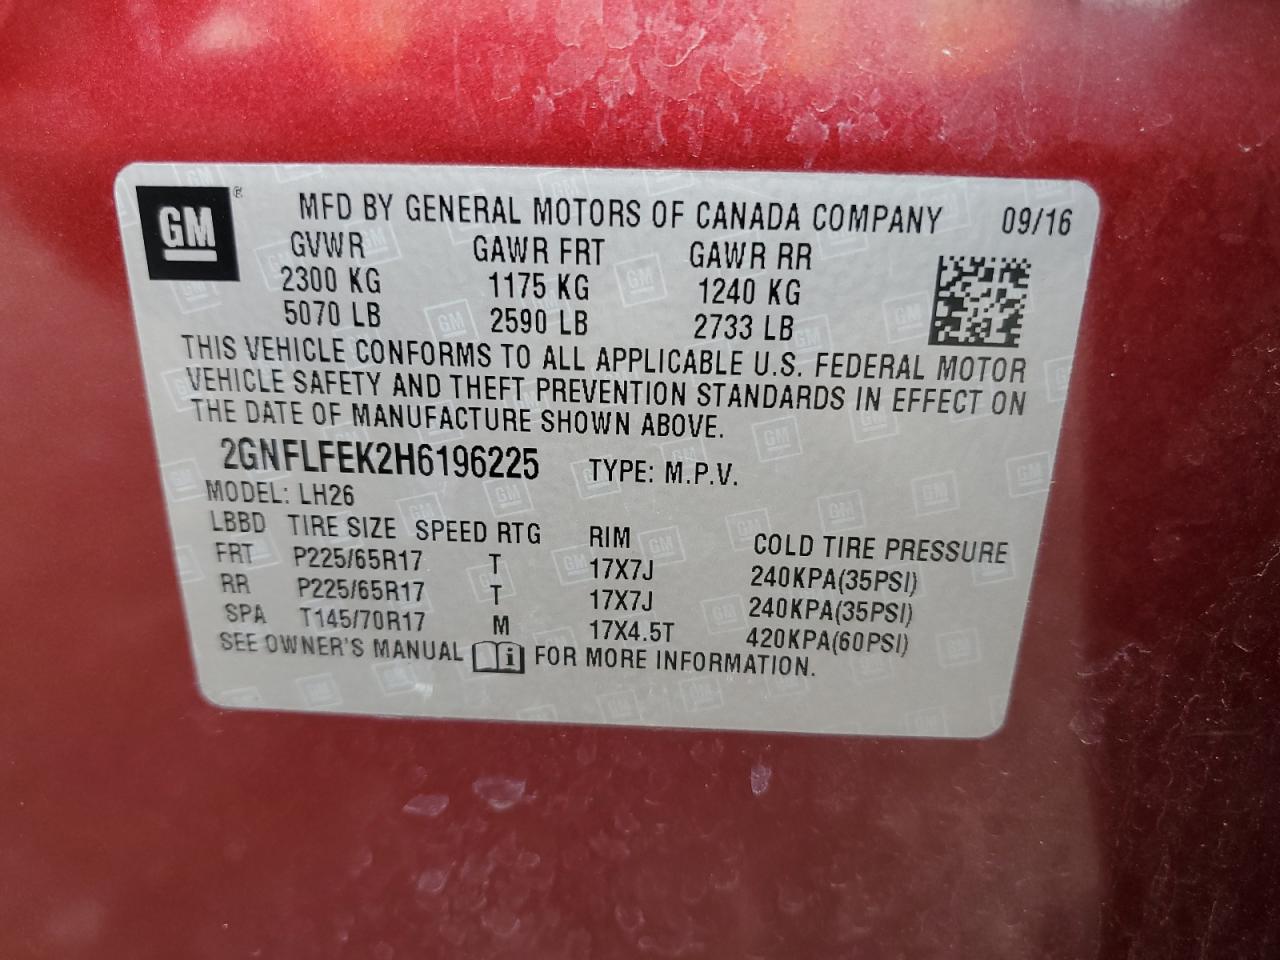 GM®
MFD BY GENERAL MOTORS OF CANADA COMPANY 09/16
GVWR GAWR FRT GAWR RR
2300 KG 1175 KG 1240 KG
5070 LB 2590 LB 2733 LB
THIS VEHICLE CONFORMS TO ALL APPLICABLE U.S. FEDERAL MOTOR
VEHICLE SAFETY AND THEFT PREVENTION STANDARDS IN EFFECT ON
THE DATE OF MANUFACTURE SHOWN ABOVE.
2GNFLFEK2H6196225 TYPE: M.P.V.
MODEL: LH26
LBBD TIRE SIZE SPEED RTG RIM COLD TIRE PRESSURE
FRT P225/65R17 T 17X7J 240KPA(35PSI)
RR P225/65R17 T 17X7J 240KPA(35PSI)
SPA T145/70R17 M 17X4.5T 420KPA(60PSI)
SEE OWNER'S MANUAL i FOR MORE INFORMATION.